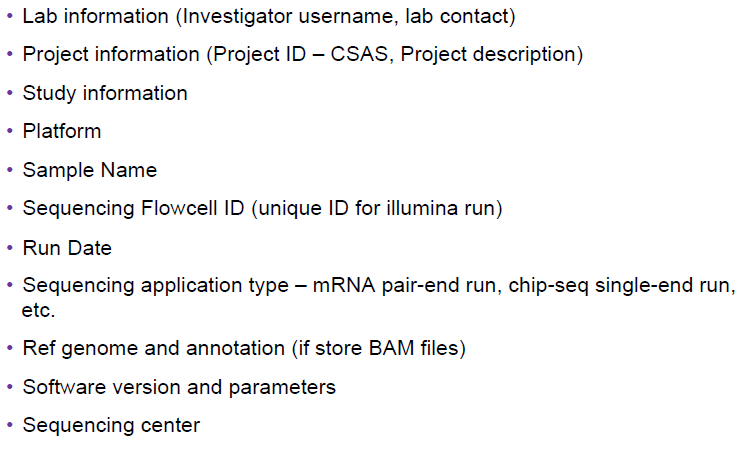 • Lab information (Investigator username, lab contact)
• Project information (Project ID – CSAS, Project description)
• Study information
• Platform
• Sample Name
• Sequencing Flowcell ID (unique ID for illumina run)
• Run Date
• Sequencing application type – mRNA pair-end run, chip-seq single-end run,
etc.
• Ref genome and annotation (if store BAM files)
• Software version and parameters
• Sequencing center